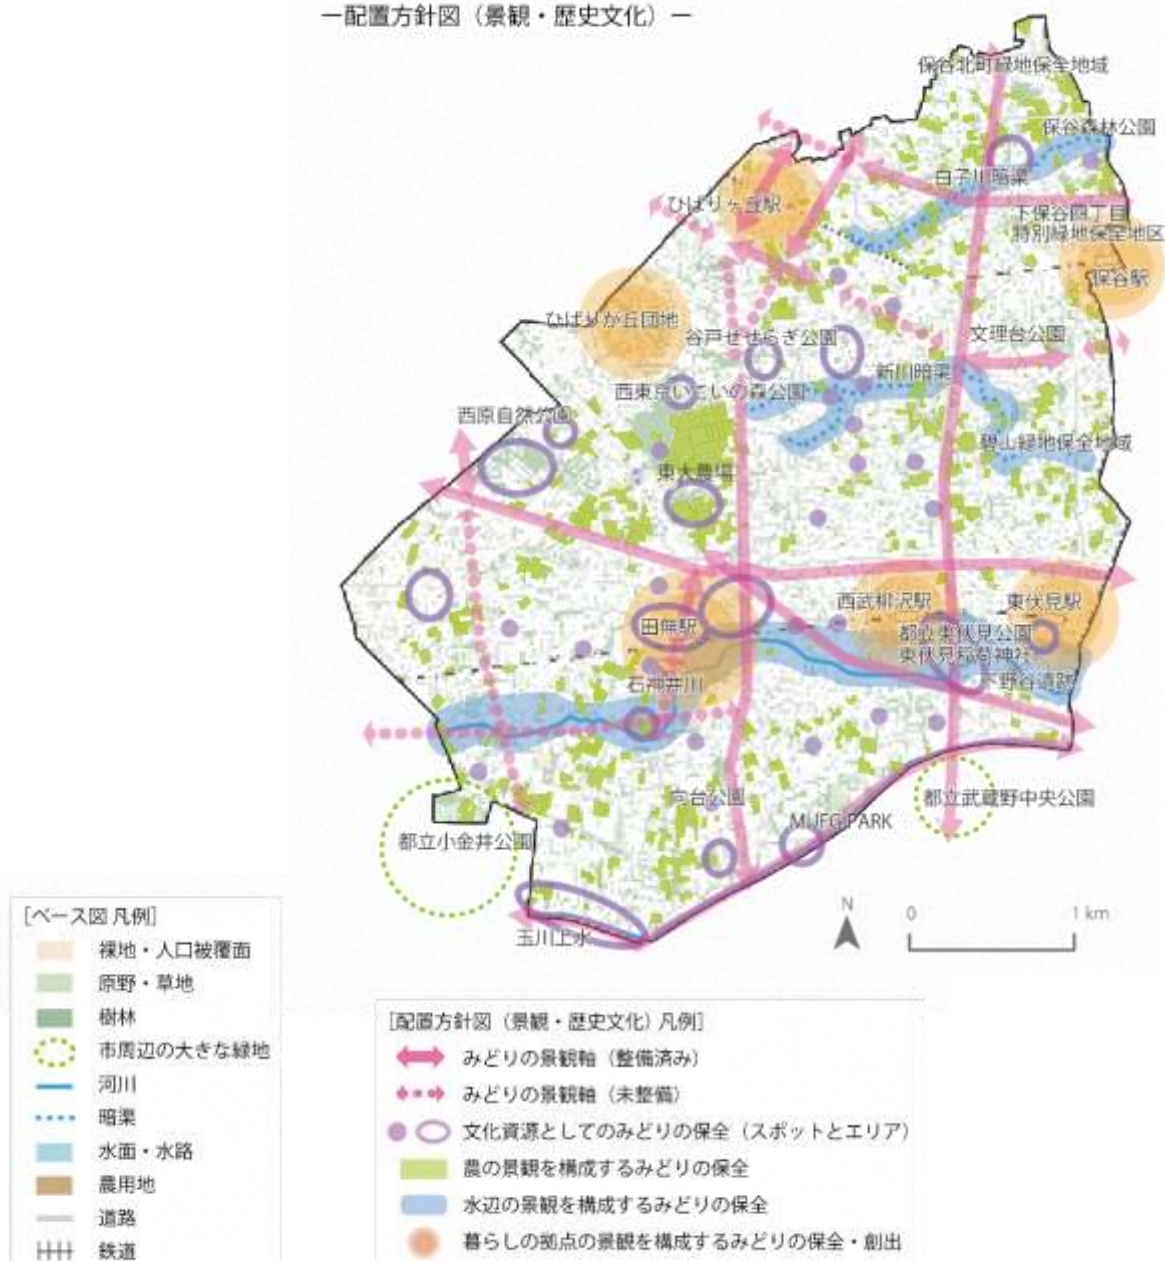 ー配置方針図（景観・歴史文化）ー
保谷北町緑地保全地域
保谷森林公園
白子川暗渠
ひばりヶ丘駅
下保谷四丁目
特別緑地保全地区
保谷駅
ひばりが丘団地
谷戸せせらぎ公園
文理台公園
新川暗渠
西東京いこいの森公園
西原自然公園
碧山緑地保全地域
東大農場
西武柳沢駅
東伏見駅
田無駅
都立東伏見公園
東伏見稲荷神社
下野谷遺跡
石神井川
向台公園
都立武蔵野中央公園
MUFG PARK
都立小金井公園
玉川上水
N
0
1 km
［ベース図 凡例］
裸地・人口被覆面
原野・草地
樹林
市周辺の大きな緑地
河川
暗渠
水面・水路
農用地
道路
鉄道
［配置方針図（景観・歴史文化）凡例］
みどりの景観軸（整備済み）
みどりの景観軸（未整備）
文化資源としてのみどりの保全（スポットとエリア）
農の景観を構成するみどりの保全
水辺の景観を構成するみどりの保全
暮らしの拠点の景観を構成するみどりの保全・創出